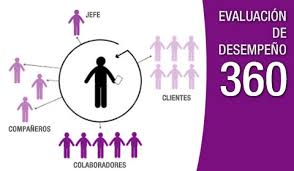 JEFE
EVALUACIÓN
DE
DESEMPEÑO
360
CLIENTES
COMPAÑEROS
COLABORADORES